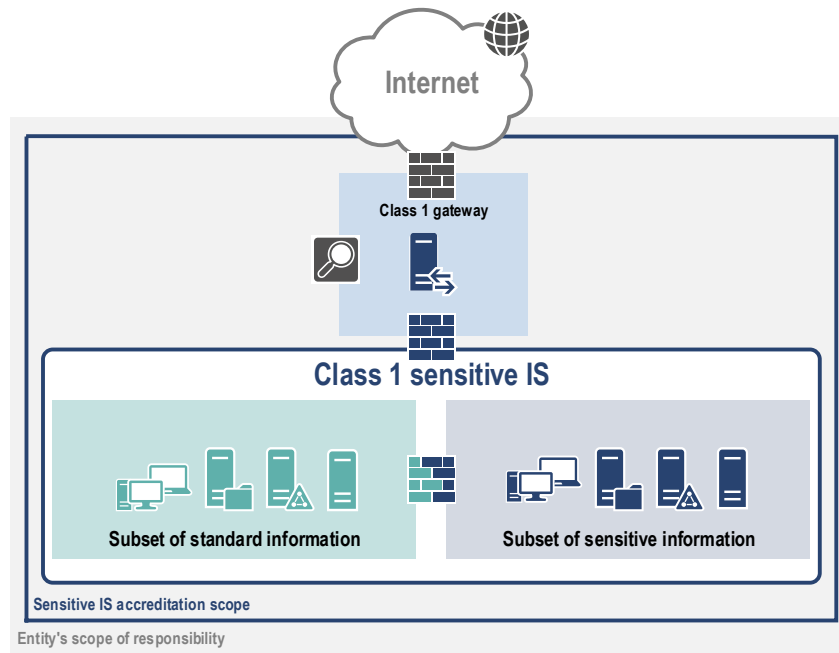 Internet
Class 1 gateway
Class 1 sensitive IS
Subset of standard information
Subset of sensitive information
Sensitive IS accreditation scope
Entity's scope of responsibility